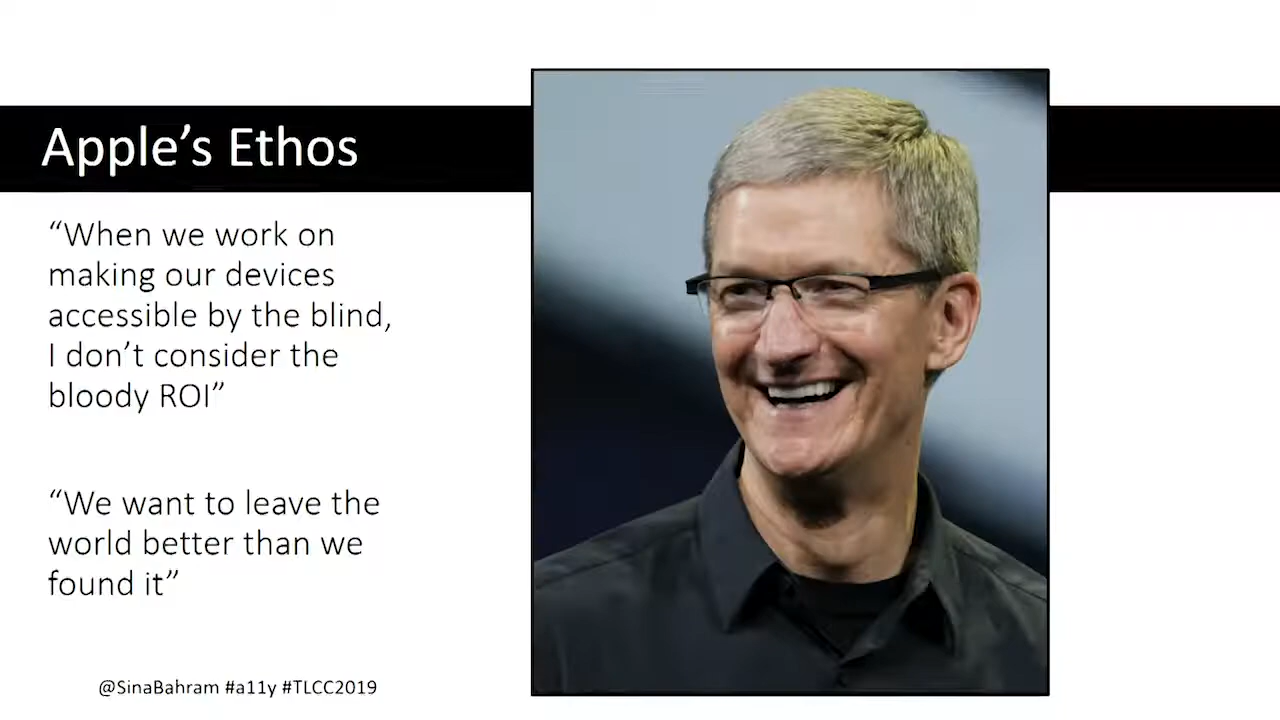 Apple’s Ethos
“When we work on
making our devices
accessible by the blind,
I don’t consider the
bloody ROI”
“We want to leave the
world better than we
found it”
@SinaBahram #a11y #TLCC2019